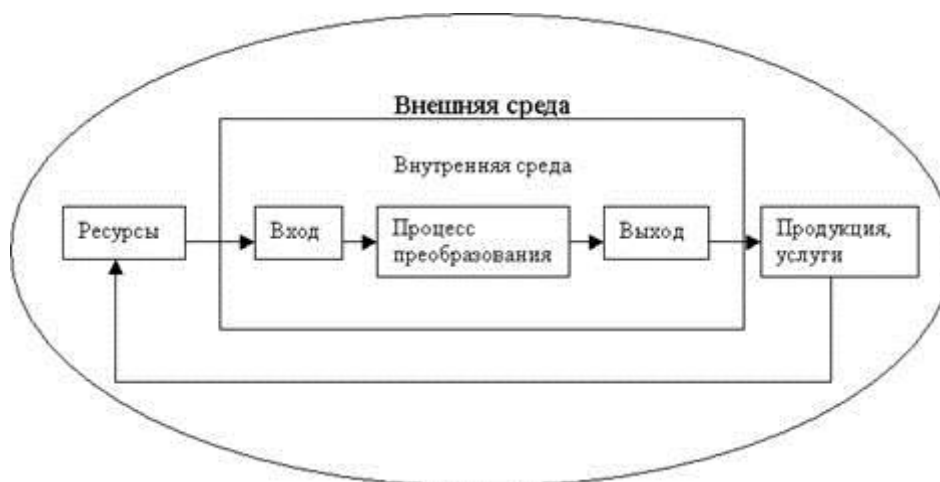 Внешняя среда
Внутренняя среда
Ресурсы
Вход
Процесс
преобразования
Выход
Продукция,
услуги